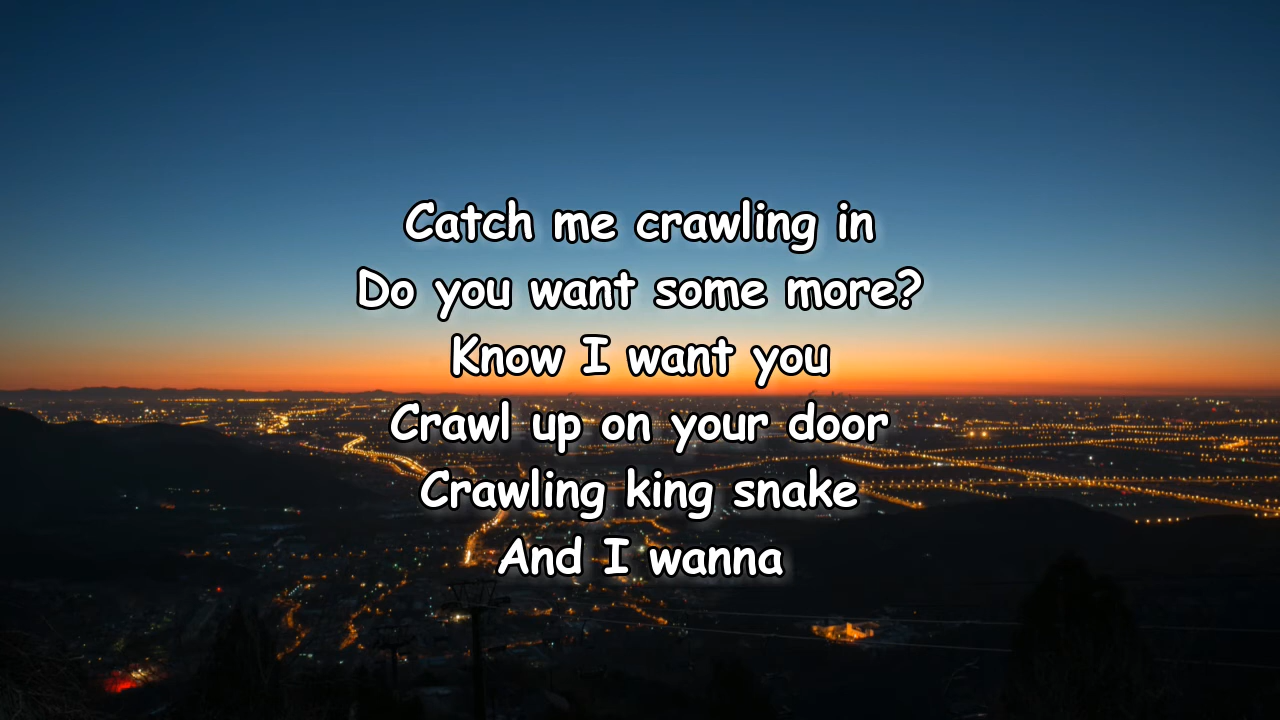 Catch me crawling in
Do you want some more?
Know I want you
Crawl up on your door
Crawling king snake
And I wanna